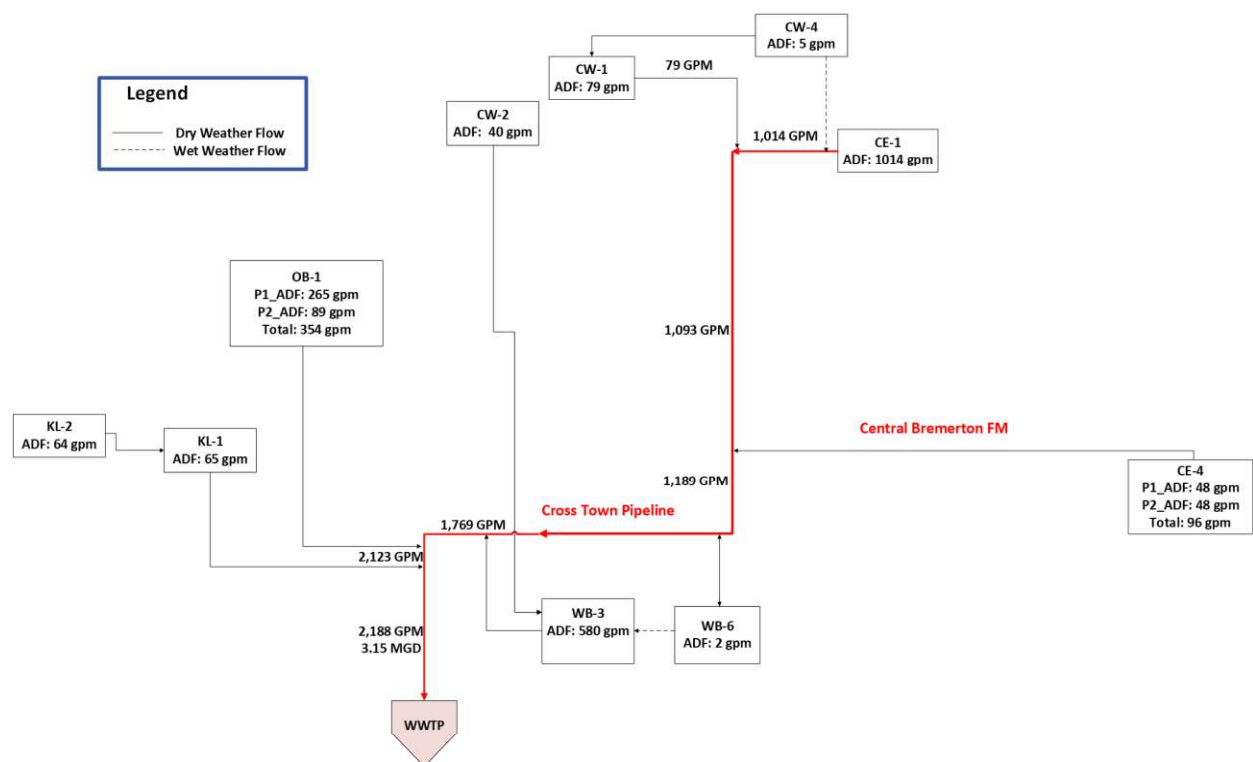 CW-4
ADF: 5 gpm
CW-1
ADF: 79 gpm
79 GPM
Legend
Dry Weather Flow
Wet Weather Flow
CW-2
ADF: 40 gpm
1,014 GPM
CE-1
ADF: 1014 gpm
OB-1
P1_ADF: 265 gpm
P2_ADF: 89 gpm
Total: 354 gpm
1,093 GPM
KL-2
ADF: 64 gpm
KL-1
ADF: 65 gpm
Central Bremerton FM
CE-4
P1_ADF: 48 gpm
P2_ADF: 48 gpm
Total: 96 gpm
1,189 GPM
Cross Town Pipeline
1,769 GPM
2,123 GPM
WB-3
ADF: 580 gpm
WB-6
ADF: 2 gpm
2,188 GPM
3.15 MGD
WWTP